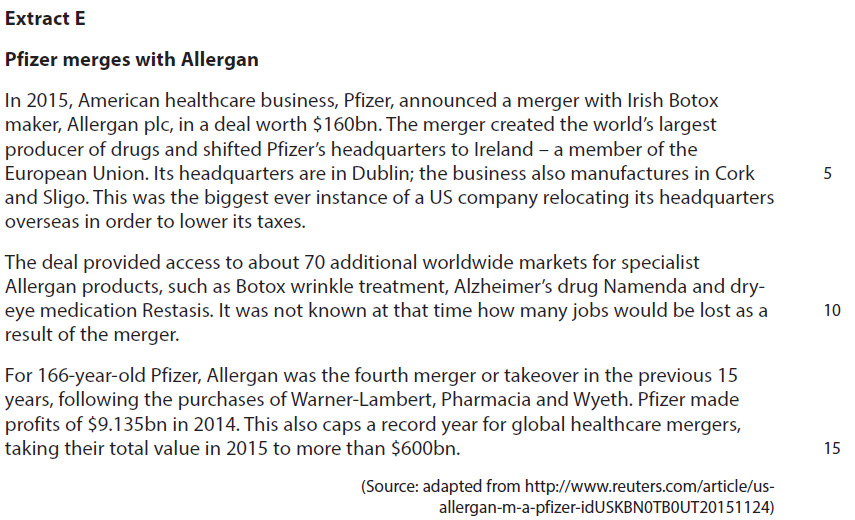 Extract E
Pfizer merges with Allergan
In 2015, American healthcare business, Pfizer, announced a merger with Irish Botox
maker, Allergan plc, in a deal worth $160bn. The merger created the world’s largest
producer of drugs and shifted Pfizer’s headquarters to Ireland – a member of the
European Union. Its headquarters are in Dublin; the business also manufactures in Cork 5
and Sligo. This was the biggest ever instance of a US company relocating its headquarters
overseas in order to lower its taxes.
The deal provided access to about 70 additional worldwide markets for specialist
Allergan products, such as Botox wrinkle treatment, Alzheimer’s drug Namenda and dry-
eye medication Restasis. It was not known at that time how many jobs would be lost as a 10
result of the merger.
For 166-year-old Pfizer, Allergan was the fourth merger or takeover in the previous 15
years, following the purchases of Warner-Lambert, Pharmacia and Wyeth. Pfizer made
profits of $9.135bn in 2014. This also caps a record year for global healthcare mergers,
taking their total value in 2015 to more than $600bn. 15
(Source: adapted from http://www.reuters.com/article/us-
allergan-m-a-pfizer-idUSKBN0TB0UT20151124)